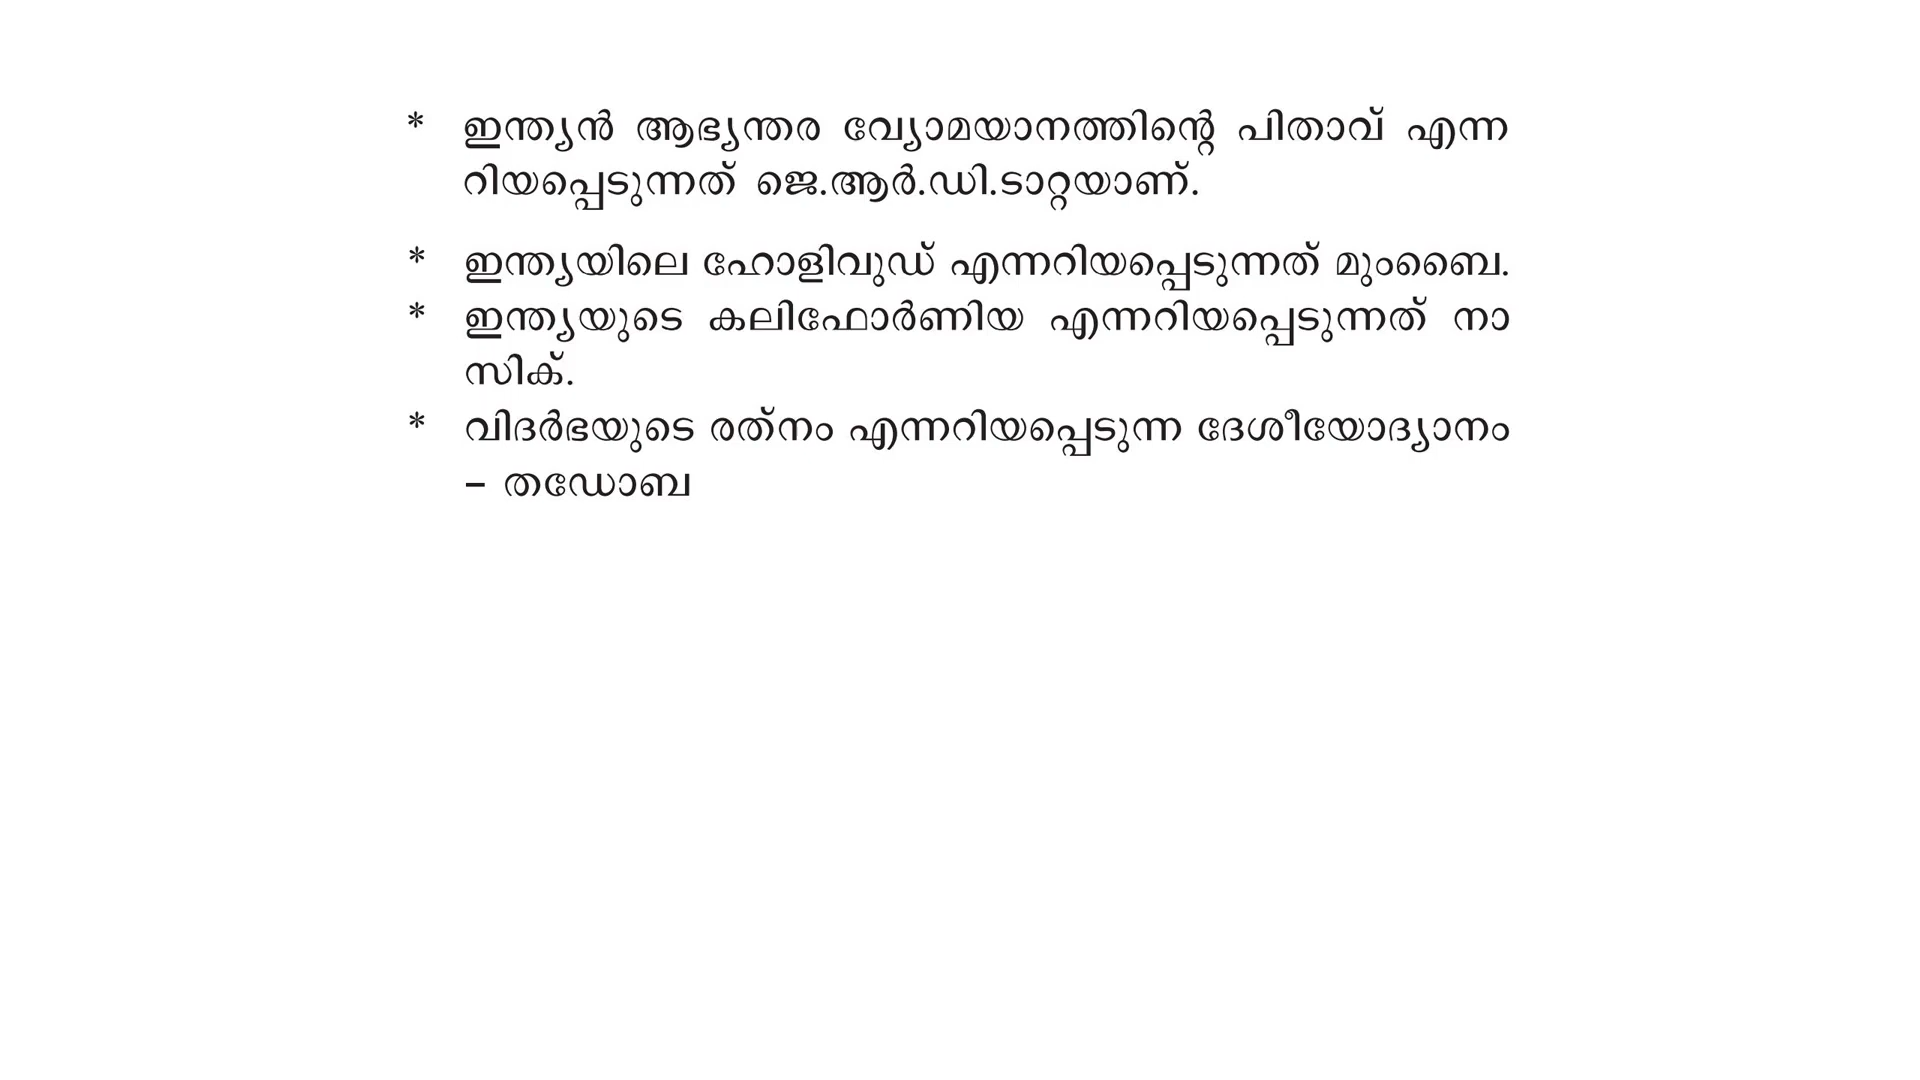 * ഇന്ത്യൻ ആഭ്യന്തര വ്യോമയാനത്തിന്റെ പിതാവ് എന്ന
റിയപ്പെടുന്നത് ജെ.ആർ.ഡി.ടാറ്റയാണ്.
* ഇന്ത്യയിലെ ഹോളിവുഡ് എന്നറിയപ്പെടുന്നത് മുംബൈ.
* ഇന്ത്യയുടെ കലിഫോർണിയ എന്നറിയപ്പെടുന്നത് നാ
സിക്.
* വിദർഭയുടെ രത്‌നം എന്നറിയപ്പെടുന്ന ദേശീയോദ്യാനം
– തഡോബ